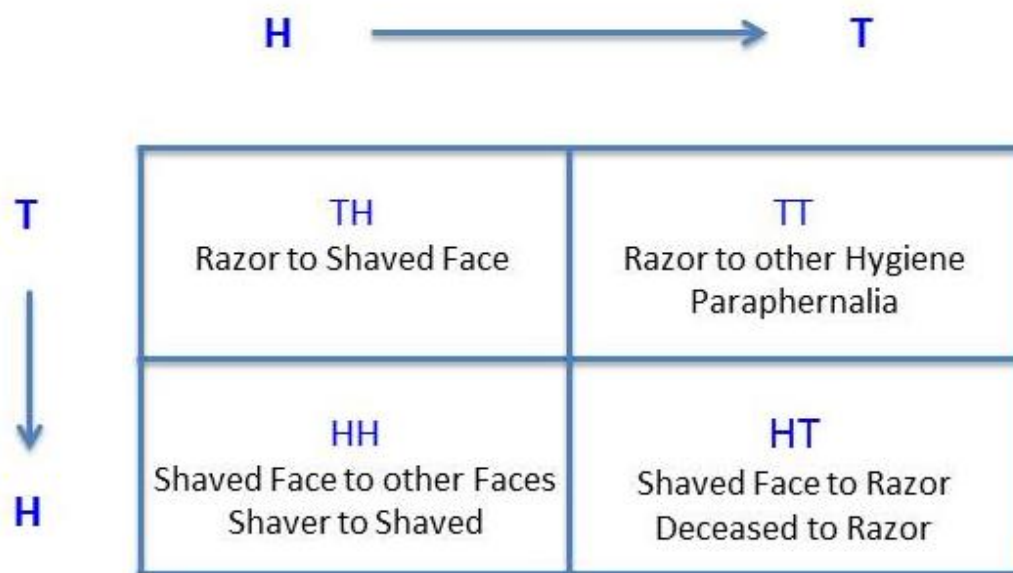 H T
T
TH
Razor to Shaved Face
TT
Razor to other Hygiene
Paraphernalia
H
HH
Shaved Face to other Faces
Shaver to Shaved
HT
Shaved Face to Razor
Deceased to Razor